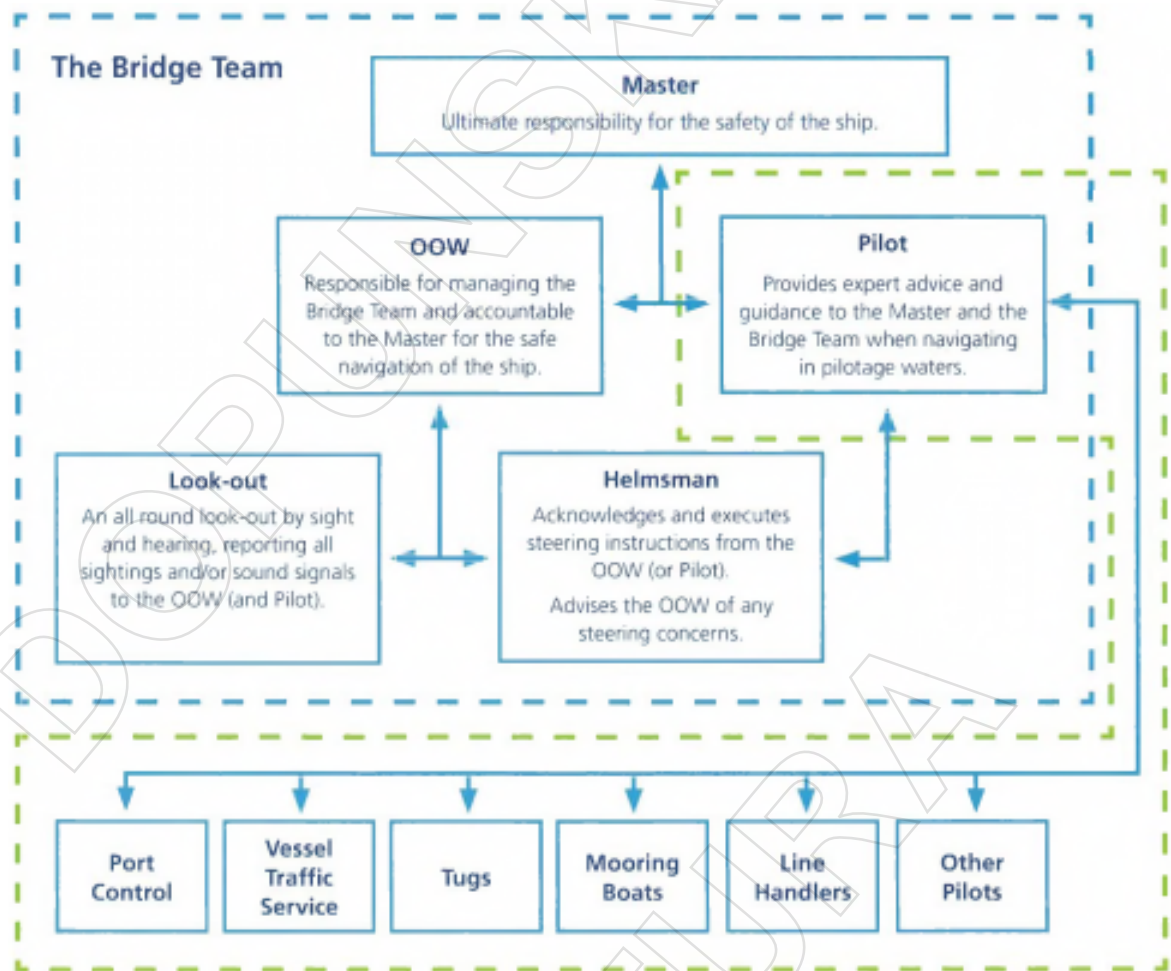 The Bridge Team
Master
Ultimate responsibility for the safety of the ship.
OOW
Responsible for managing the
Bridge Team and accountable
to the Master for the safe
navigation of the ship.
Pilot
Provides expert advice and
guidance to the Master and the
Bridge Team when navigating
in pilotage waters.
Look-out
An all round look-out by sight
and hearing, reporting all
sightings and/or sound signals
to the OOW (and Pilot).
Helmsman
Acknowledges and executes
steering instructions from the
OOW (or Pilot).
Advises the OOW of any
steering concerns.
Port
Control
Vessel
Traffic
Service
Tugs
Mooring
Boats
Line
Handlers
Other
Pilots
DOPUNSK
URA